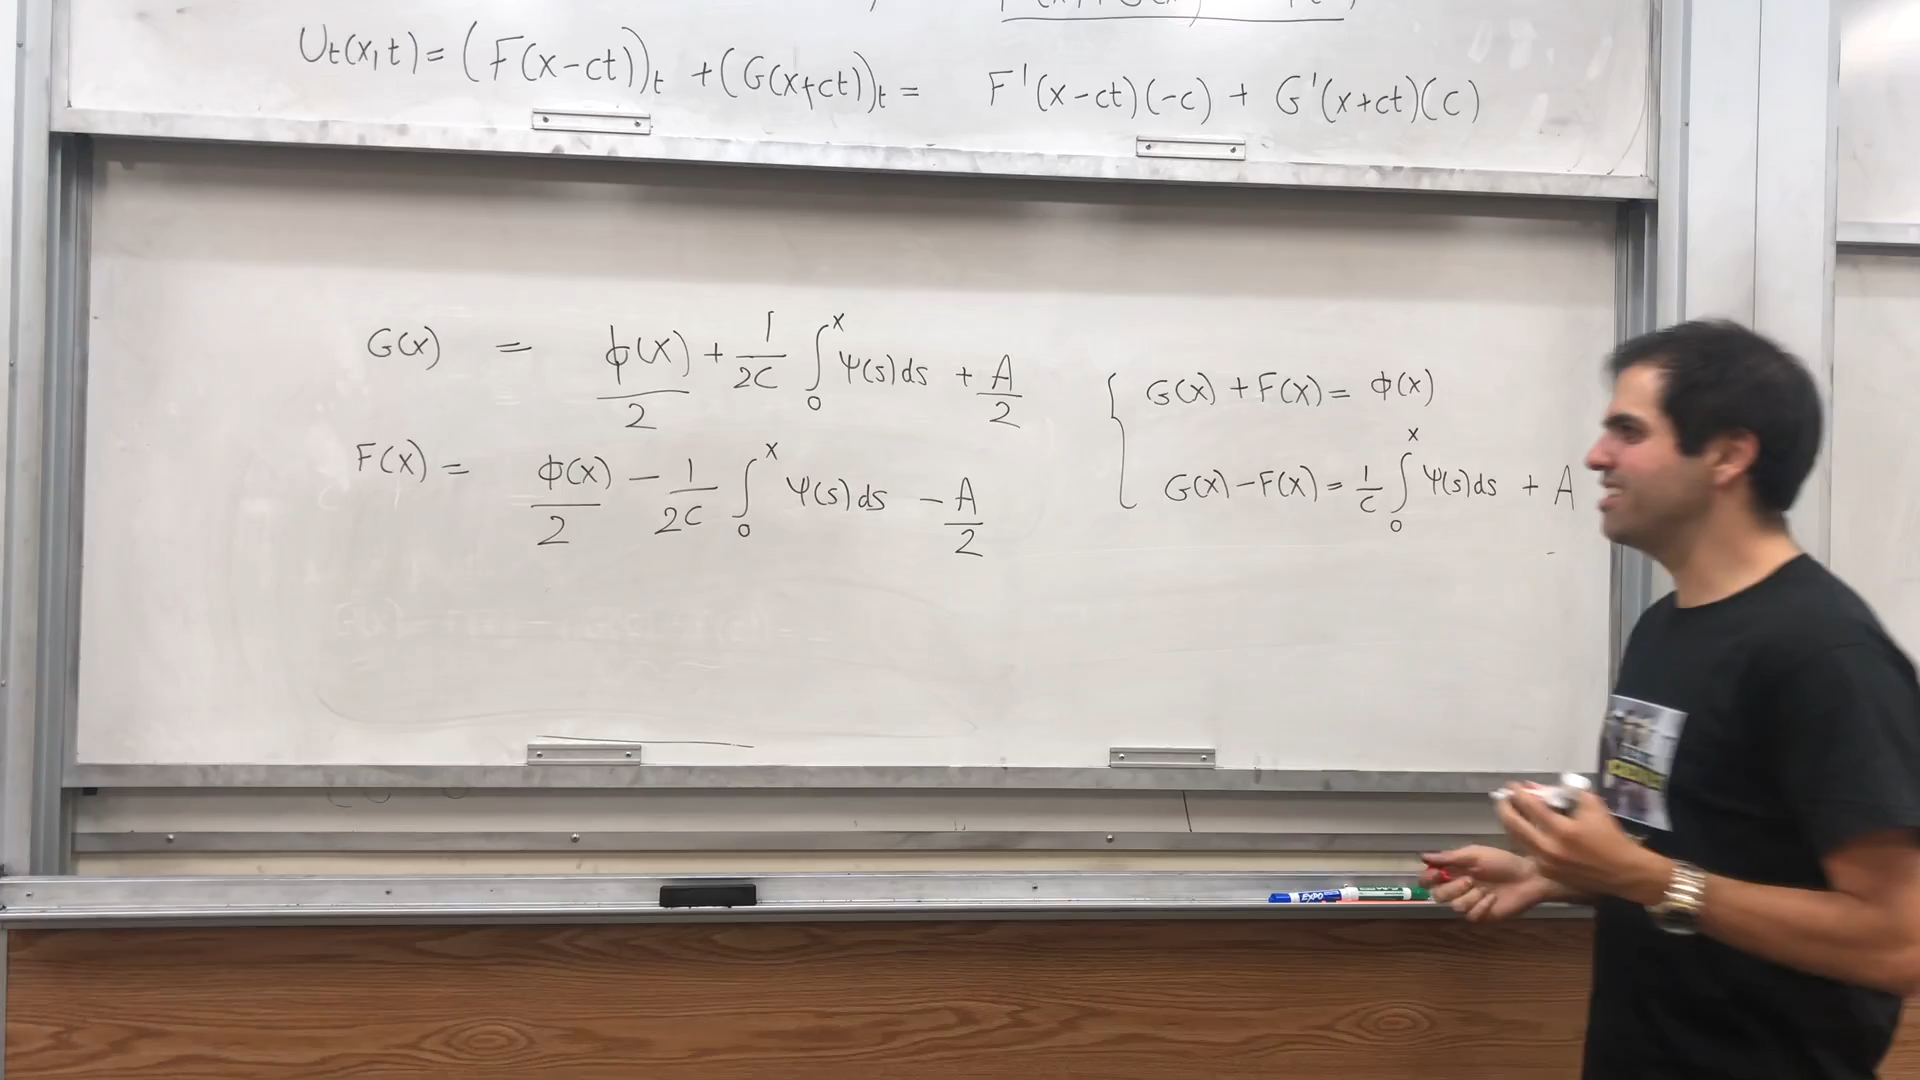 Ut(x,t) = (F(x-ct))t + (G(x+ct))t = F'(x-ct)(-c) + G'(x+ct)(c)
G(x) = ϕ(x)/2 + 1/2c ∫₀ˣ Ψ(s)ds + A/2
F(x) = ϕ(x)/2 - 1/2c ∫₀ˣ Ψ(s)ds - A/2
{ G(x) + F(x) = ϕ(x)
G(x) - F(x) = 1/c ∫₀ˣ Ψ(s)ds + A
EXPO